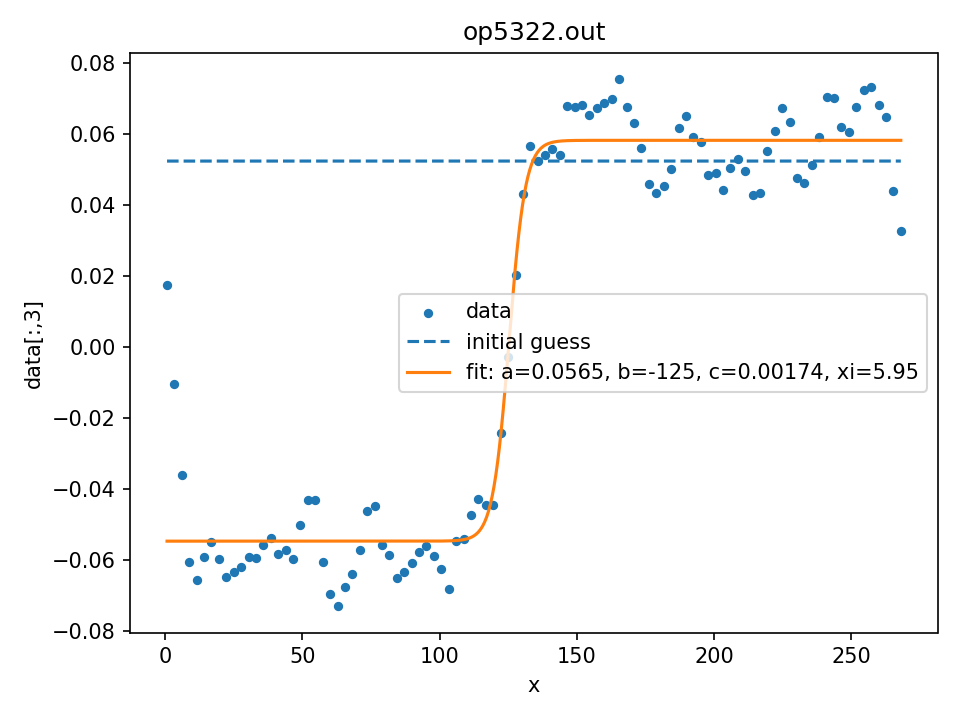 op5322.out
0.08
0.06
0.04
0.02
0.00
−0.02
−0.04
−0.06
−0.08
data[:,3]
data
initial guess
fit: a=0.0565, b=-125, c=0.00174, xi=5.95
0 50 100 150 200 250
x